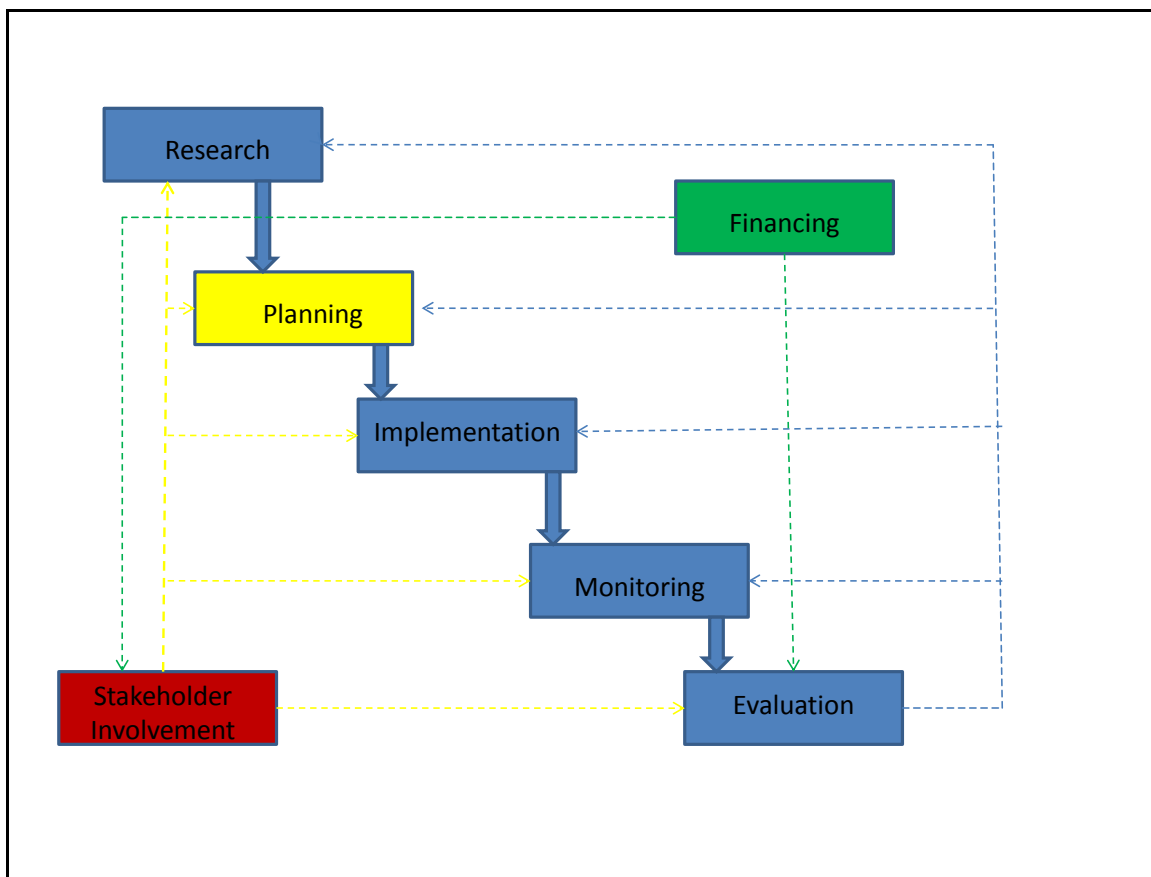 Research
Financing
Planning
Implementation
Monitoring
Stakeholder
Involvement
Evaluation